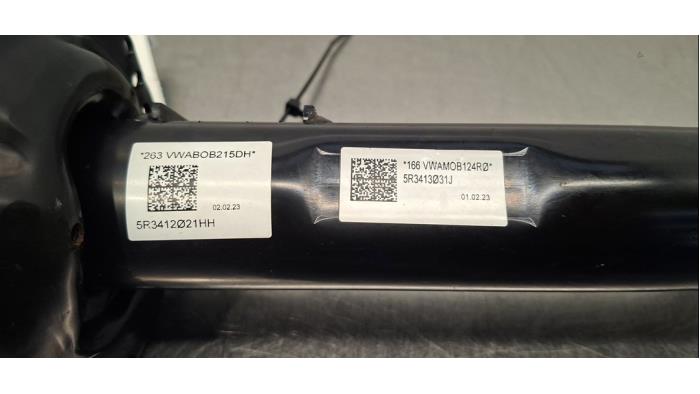 *263 VWABOB215DH*
02.02.23
5R3412Ø21HH
*166 VWAMOB124RØ*
5R3413Ø31J
01.02.23